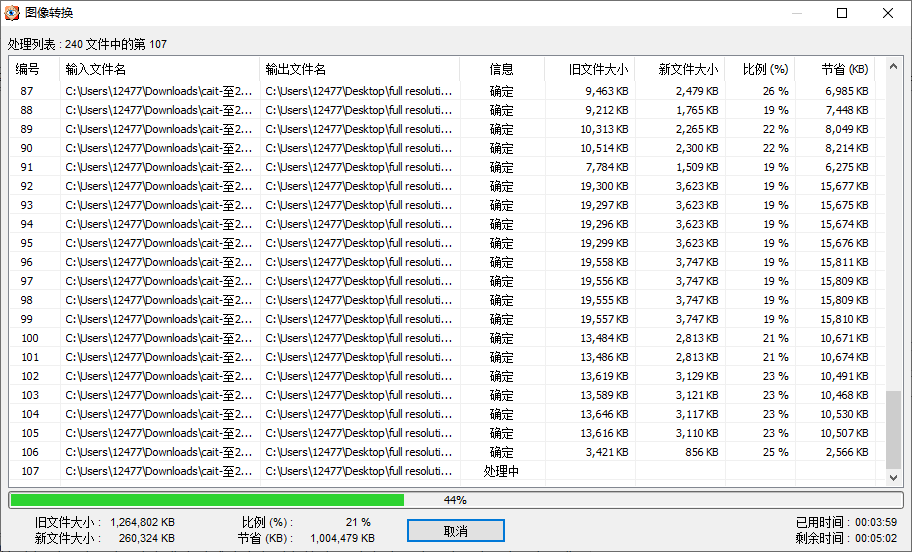 图像转换
处理列表 : 240 文件中的第 107
编号 输入文件名 输出文件名 信息 旧文件大小 新文件大小 比例 (%) 节省 (KB)
87 C:\Users\12477\Downloads\cait-至2... C:\Users\12477\Desktop\full resoluti... 确定 9,463 KB 2,479 KB 26 % 6,985 KB
88 C:\Users\12477\Downloads\cait-至2... C:\Users\12477\Desktop\full resoluti... 确定 9,212 KB 1,765 KB 19 % 7,448 KB
89 C:\Users\12477\Downloads\cait-至2... C:\Users\12477\Desktop\full resoluti... 确定 10,313 KB 2,265 KB 22 % 8,049 KB
90 C:\Users\12477\Downloads\cait-至2... C:\Users\12477\Desktop\full resoluti... 确定 10,514 KB 2,300 KB 22 % 8,214 KB
91 C:\Users\12477\Downloads\cait-至2... C:\Users\12477\Desktop\full resoluti... 确定 7,784 KB 1,509 KB 19 % 6,275 KB
92 C:\Users\12477\Downloads\cait-至2... C:\Users\12477\Desktop\full resoluti... 确定 19,300 KB 3,623 KB 19 % 15,677 KB
93 C:\Users\12477\Downloads\cait-至2... C:\Users\12477\Desktop\full resoluti... 确定 19,297 KB 3,623 KB 19 % 15,675 KB
94 C:\Users\12477\Downloads\cait-至2... C:\Users\12477\Desktop\full resoluti... 确定 19,296 KB 3,623 KB 19 % 15,674 KB
95 C:\Users\12477\Downloads\cait-至2... C:\Users\12477\Desktop\full resoluti... 确定 19,299 KB 3,623 KB 19 % 15,676 KB
96 C:\Users\12477\Downloads\cait-至2... C:\Users\12477\Desktop\full resoluti... 确定 19,558 KB 3,747 KB 19 % 15,811 KB
97 C:\Users\12477\Downloads\cait-至2... C:\Users\12477\Desktop\full resoluti... 确定 19,556 KB 3,747 KB 19 % 15,809 KB
98 C:\Users\12477\Downloads\cait-至2... C:\Users\12477\Desktop\full resoluti... 确定 19,555 KB 3,747 KB 19 % 15,809 KB
99 C:\Users\12477\Downloads\cait-至2... C:\Users\12477\Desktop\full resoluti... 确定 19,557 KB 3,747 KB 19 % 15,810 KB
100 C:\Users\12477\Downloads\cait-至2... C:\Users\12477\Desktop\full resoluti... 确定 13,484 KB 2,813 KB 21 % 10,671 KB
101 C:\Users\12477\Downloads\cait-至2... C:\Users\12477\Desktop\full resoluti... 确定 13,486 KB 2,813 KB 21 % 10,674 KB
102 C:\Users\12477\Downloads\cait-至2... C:\Users\12477\Desktop\full resoluti... 确定 13,619 KB 3,129 KB 23 % 10,491 KB
103 C:\Users\12477\Downloads\cait-至2... C:\Users\12477\Desktop\full resoluti... 确定 13,589 KB 3,121 KB 23 % 10,468 KB
104 C:\Users\12477\Downloads\cait-至2... C:\Users\12477\Desktop\full resoluti... 确定 13,646 KB 3,117 KB 23 % 10,530 KB
105 C:\Users\12477\Downloads\cait-至2... C:\Users\12477\Desktop\full resoluti... 确定 13,616 KB 3,110 KB 23 % 10,507 KB
106 C:\Users\12477\Downloads\cait-至2... C:\Users\12477\Desktop\full resoluti... 确定 3,421 KB 856 KB 25 % 2,566 KB
107 C:\Users\12477\Downloads\cait-至2... C:\Users\12477\Desktop\full resoluti... 处理中
44%
旧文件大小 : 1,264,802 KB 比例 (%) : 21 % 取消 已用时间 : 00:03:59
新文件大小 : 260,324 KB 节省 (KB) : 1,004,479 KB 剩余时间 : 00:05:02